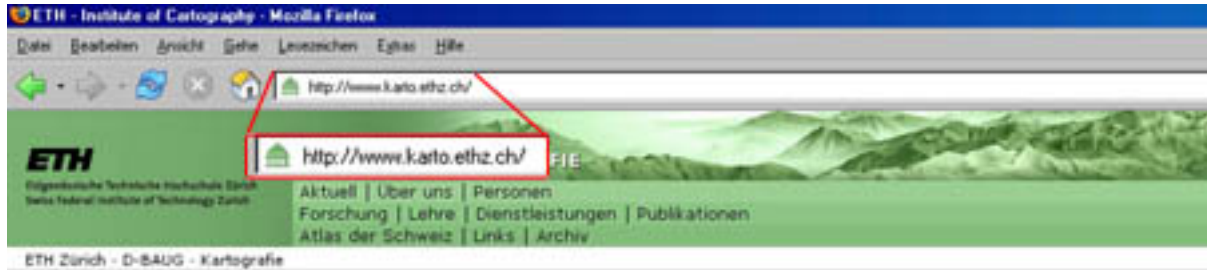 ETH - Institute of Cartography - Mozilla Firefox
Datei Bearbeiten Ansicht Gehe Lesezeichen Extras Hilfe
http://www.karto.ethz.ch/
http://www.karto.ethz.ch/
ETH
FIE
Eidgenössische Technische Hochschule Zürich
Swiss Federal Institute of Technology Zurich
Aktuell | Über uns | Personen
Forschung | Lehre | Dienstleistungen | Publikationen
Atlas der Schweiz | Links | Archiv
ETH Zürich - D-BAUG - Kartografie